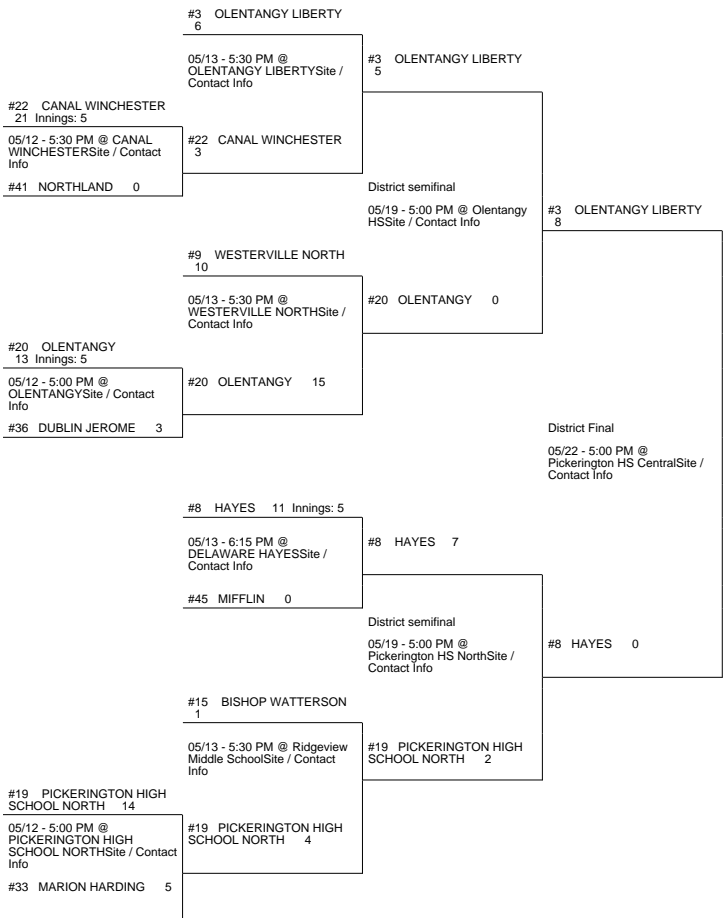 #3 OLENTANGY LIBERTY
6
05/13 - 5:30 PM @
OLENTANGY LIBERTYSite /
Contact Info
#3 OLENTANGY LIBERTY
5
#22 CANAL WINCHESTER
21 Innings: 5
05/12 - 5:30 PM @ CANAL
WINCHESTERSite / Contact
Info
#22 CANAL WINCHESTER
3
#41 NORTHLAND 0
District semifinal
05/19 - 5:00 PM @ Olentangy
HSSite / Contact Info
#3 OLENTANGY LIBERTY
8
#9 WESTERVILLE NORTH
10
05/13 - 5:30 PM @
WESTERVILLE NORTHSite /
Contact Info
#20 OLENTANGY 0
#20 OLENTANGY
13 Innings: 5
05/12 - 5:00 PM @
OLENTANGYSite / Contact
Info
#20 OLENTANGY 15
#36 DUBLIN JEROME 3
District Final
05/22 - 5:00 PM @
Pickerington HS CentralSite /
Contact Info
#8 HAYES 11 Innings: 5
05/13 - 6:15 PM @
DELAWARE HAYESSite /
Contact Info
#8 HAYES 7
#45 MIFFLIN 0
District semifinal
05/19 - 5:00 PM @
Pickerington HS NorthSite /
Contact Info
#8 HAYES 0
#15 BISHOP WATTERSON
1
05/13 - 5:30 PM @ Ridgeview
Middle SchoolSite / Contact
Info
#19 PICKERINGTON HIGH
SCHOOL NORTH 2
#19 PICKERINGTON HIGH
SCHOOL NORTH 14
05/12 - 5:00 PM @
PICKERINGTON HIGH
SCHOOL NORTHSite / Contact
Info
#19 PICKERINGTON HIGH
SCHOOL NORTH 4
#33 MARION HARDING 5